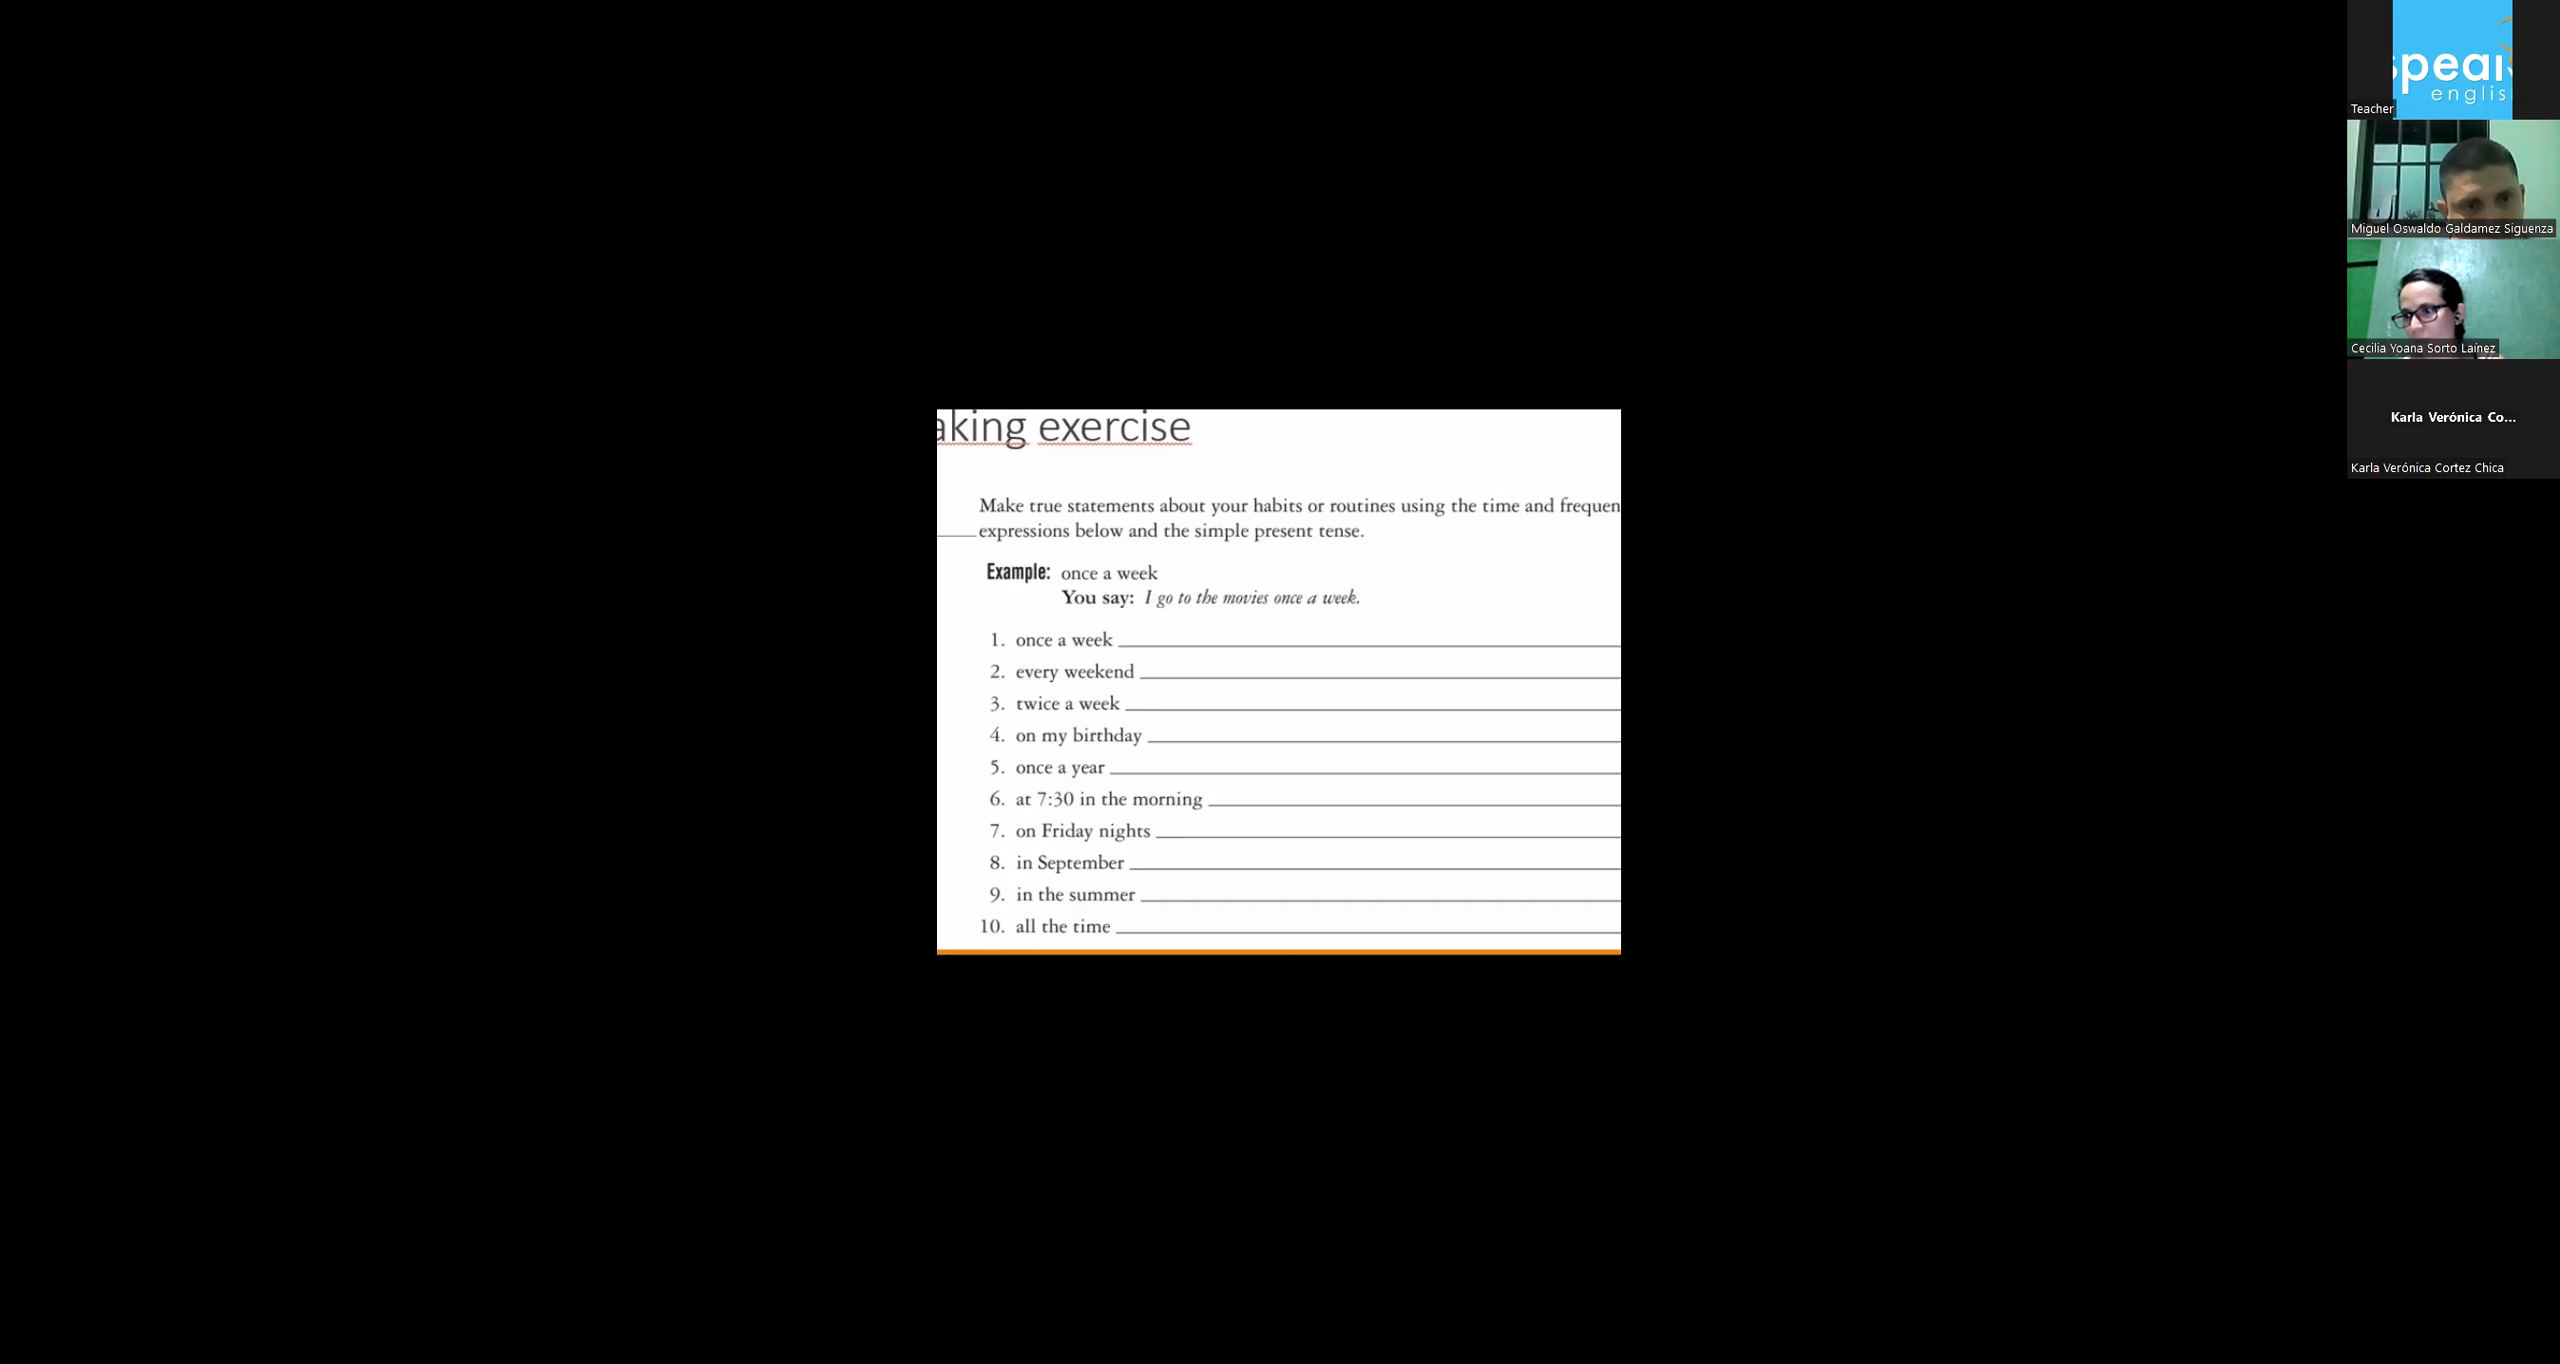 aking exercise
Make true statements about your habits or routines using the time and frequen
expressions below and the simple present tense.
Example: once a week
You say: I go to the movies once a week.
1. once a week
2. every weekend
3. twice a week
4. on my birthday
5. once a year
6. at 7:30 in the morning
7. on Friday nights
8. in September
9. in the summer
10. all the time
speak
englis
Teacher
Miguel Oswaldo Galdamez Siguenza
Cecilia Yoana Sorto Laínez
Karla Verónica Co...
Karla Verónica Cortez Chica